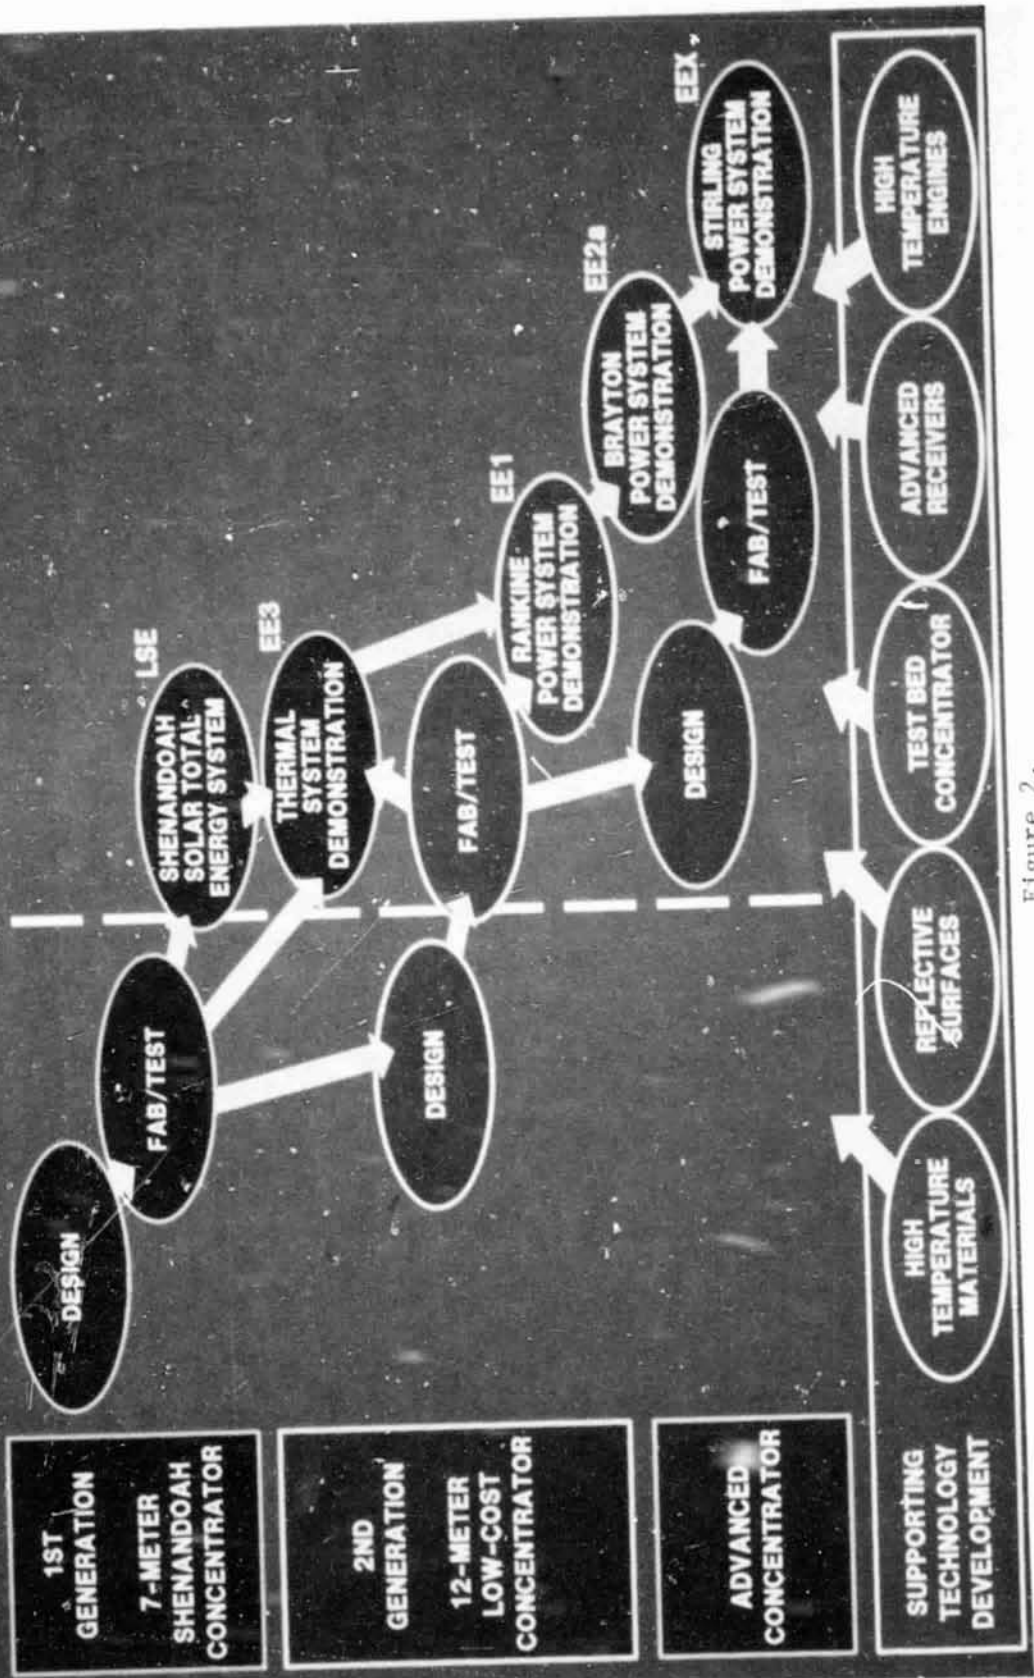 1ST
GENERATION
7-METER
SHENANDOAH
CONCENTRATOR
DESIGN
FAB/TEST
SHENANDOAH
SOLAR TOTAL
ENERGY SYSTEM
LSE
THERMAL
SYSTEM
DEMONSTRATION
EE3
2ND
GENERATION
12-METER
LOW-COST
CONCENTRATOR
DESIGN
FAB/TEST
RANKINE
POWER SYSTEM
DEMONSTRATION
EE1
BRAYTON
POWER SYSTEM
DEMONSTRATION
EE2a
ADVANCED
CONCENTRATOR
DESIGN
FAB/TEST
STIRLING
POWER SYSTEM
DEMONSTRATION
EEX
SUPPORTING
TECHNOLOGY
DEVELOPMENT
HIGH
TEMPERATURE
MATERIALS
REFLECTIVE
SURFACES
TEST BED
CONCENTRATOR
ADVANCED
RECEIVERS
HIGH
TEMPERATURE
ENGINES
Figure 2.